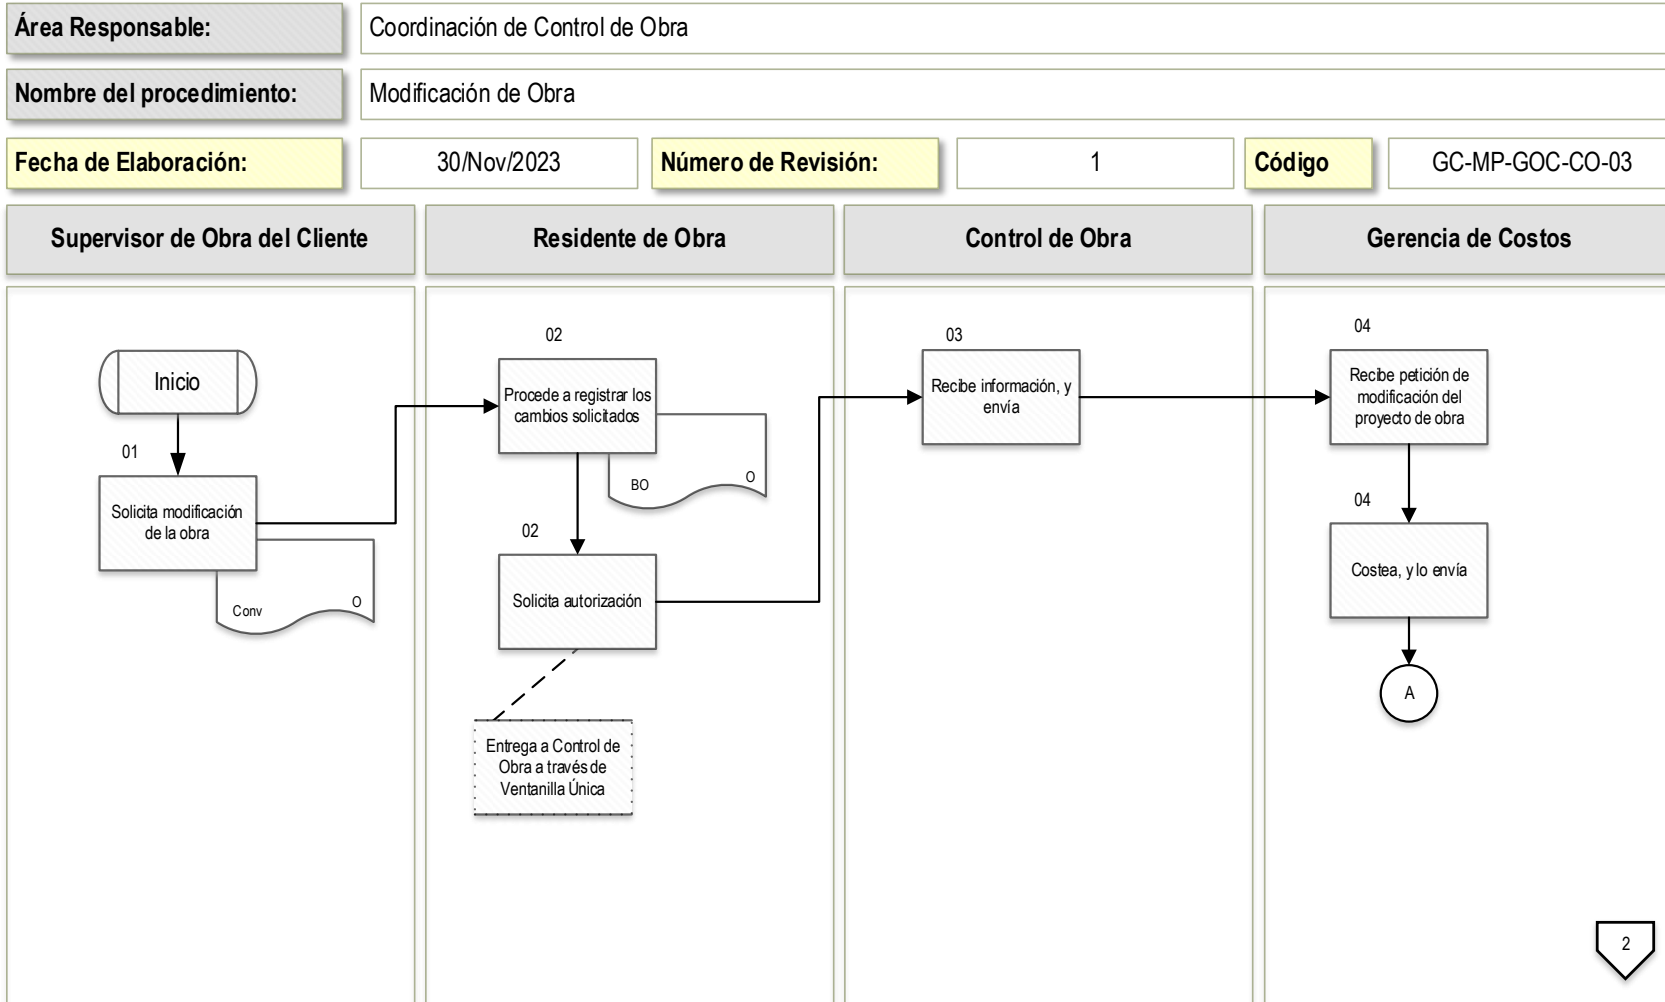 Área Responsable:
Coordinación de Control de Obra
Nombre del procedimiento:
Modificación de Obra
Fecha de Elaboración:
30/Nov/2023
Número de Revisión:
1
Código
GC-MP-GOC-CO-03
Supervisor de Obra del Cliente
Residente de Obra
Control de Obra
Gerencia de Costos
Inicio
01
Solicita modificación
de la obra
Conv
O
02
Procede a registrar los
cambios solicitados
BO
O
02
Solicita autorización
Entrega a Control de
Obra a través de
Ventanilla Única
03
Recibe información, y
envía
04
Recibe petición de
modificación del
proyecto de obra
04
Costea, y lo envía
A
2